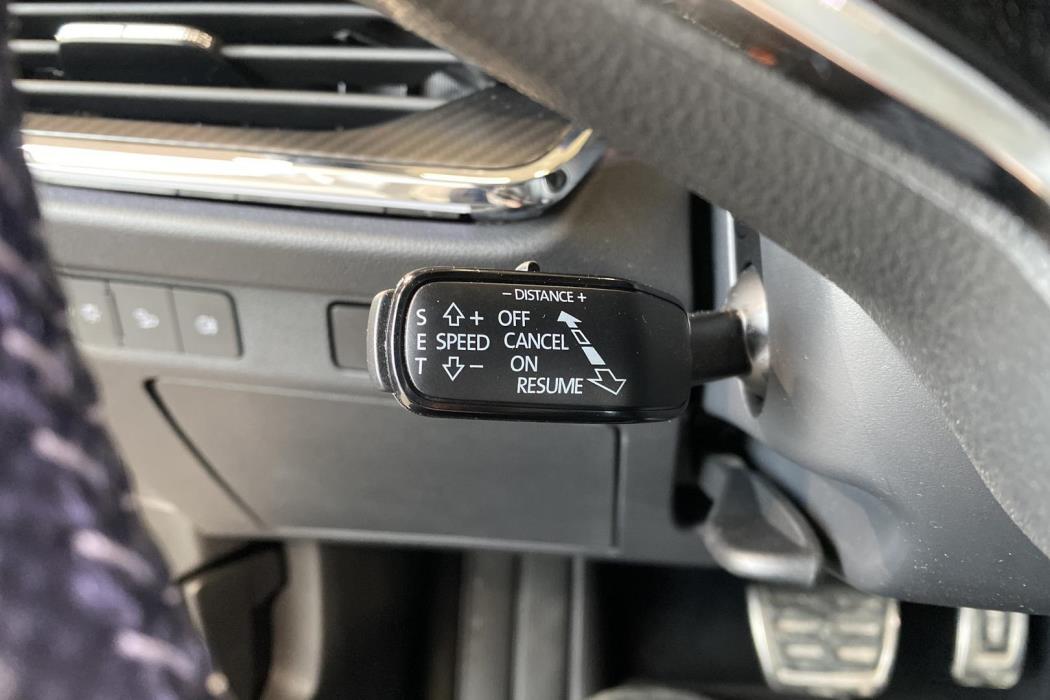 − DISTANCE +
S + OFF
E SPEED CANCEL
T − ON
RESUME